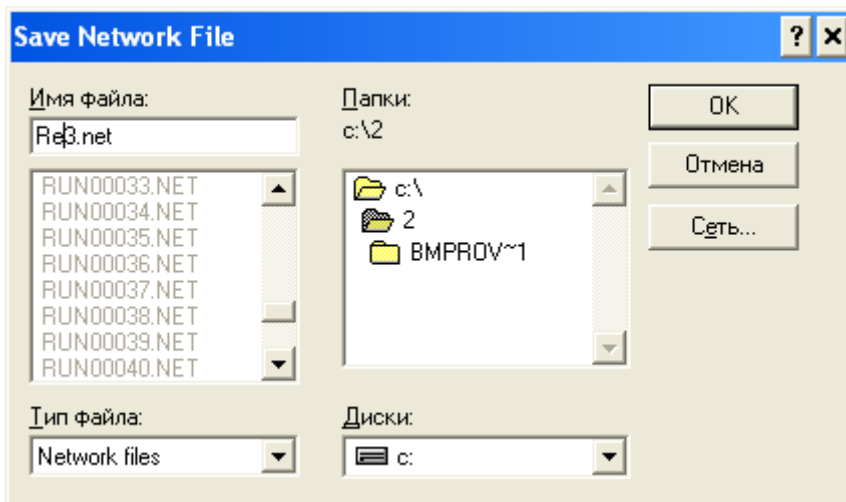 Save Network File
Имя файла:
Re3.net
RUN00033.NET
RUN00034.NET
RUN00035.NET
RUN00036.NET
RUN00037.NET
RUN00038.NET
RUN00039.NET
RUN00040.NET
Тип файла:
Network files
Папки:
c:\2
c:\
2
BMPROV~1
Диски:
c:
OK
Отмена
Сеть...